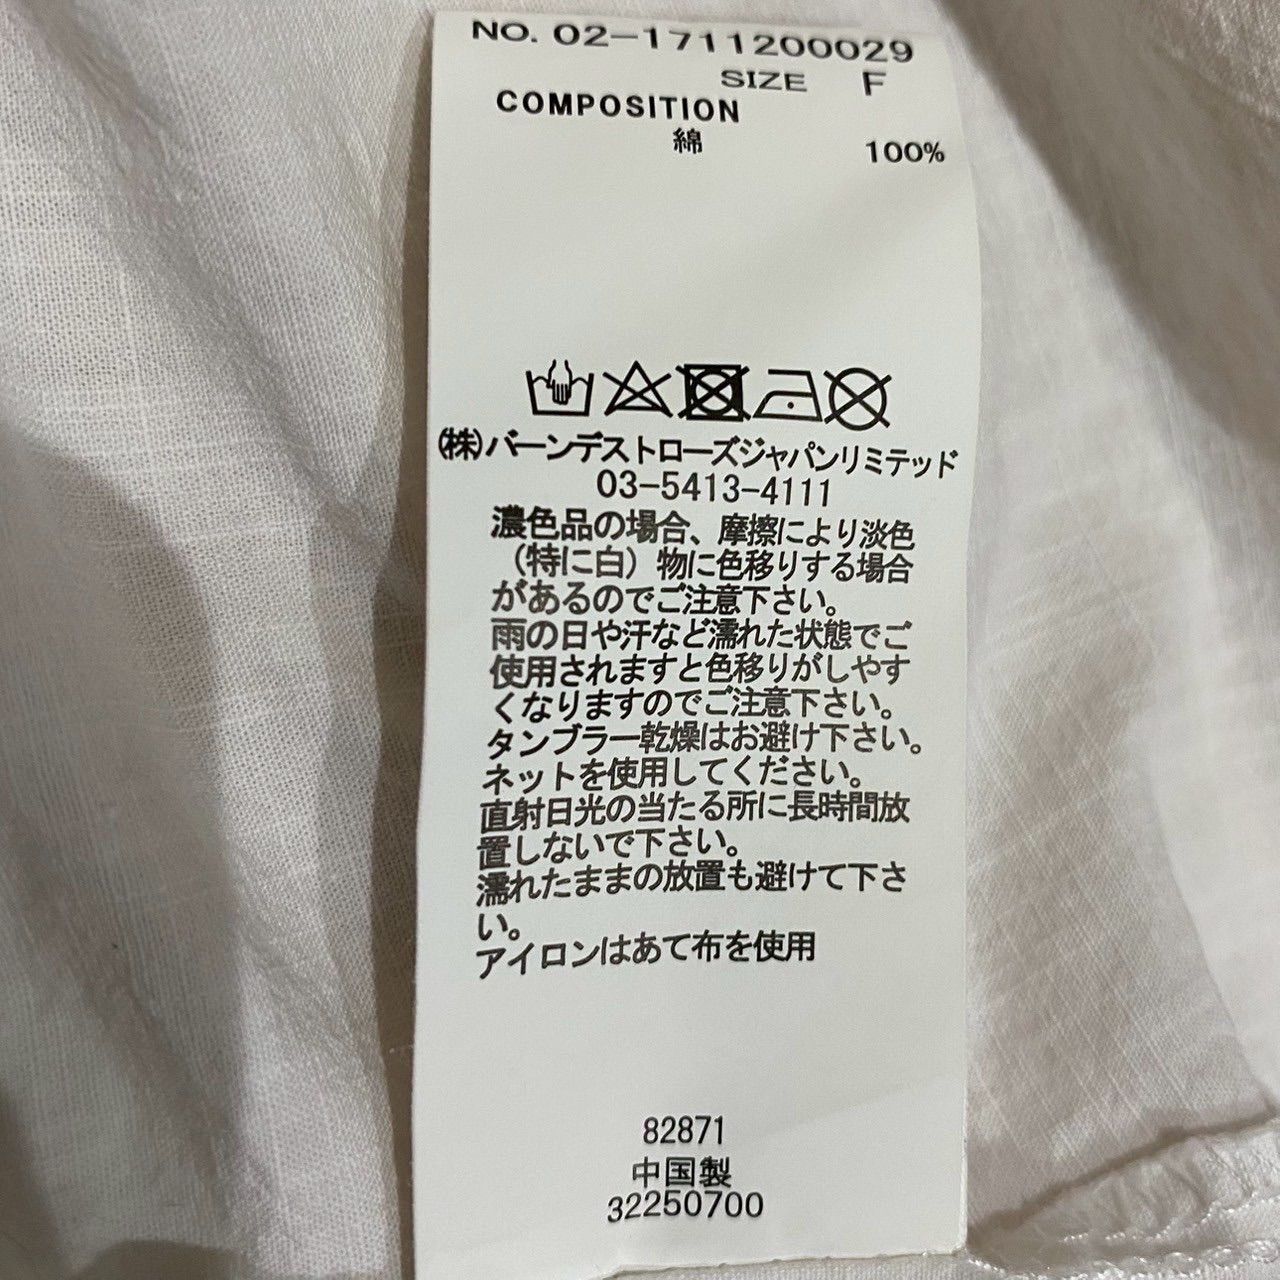 NO. 02-1711200029
SIZE F
COMPOSITION
綿 100%
(株)バーンデストローズジャパンリミテッド
03-5413-4111
濃色品の場合、摩擦により淡色
(特に白)物に色移りする場合
があるのでご注意下さい。
雨の日や汗など濡れた状態でご
使用されますと色移りがしやす
くなりますのでご注意下さい。
タンブラー乾燥はお避け下さい。
ネットを使用してください。
直射日光の当たる所に長時間放
置しないで下さい。
濡れたままの放置も避けて下さ
い。
アイロンはあて布を使用
82871
中国製
32250700